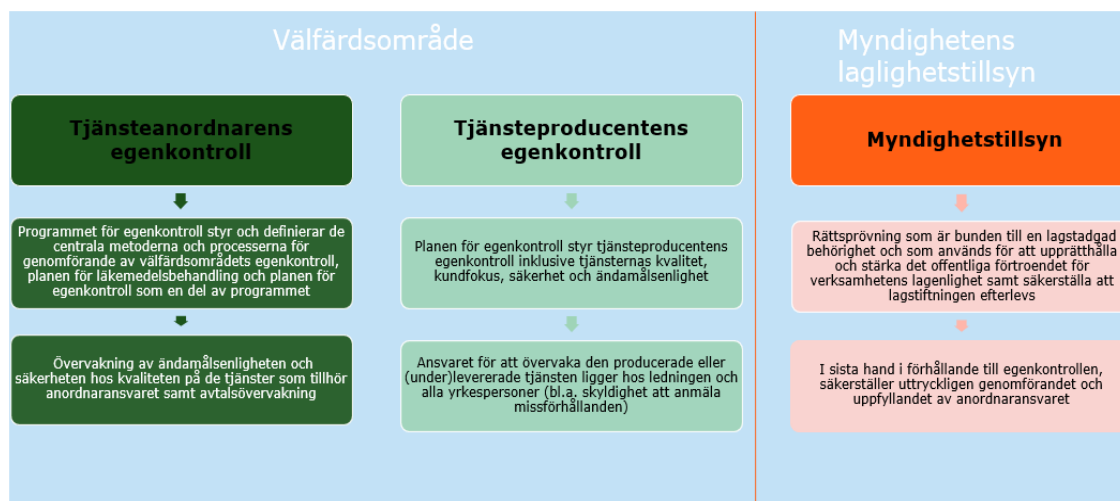 Välfärdsområde
Myndighetens
laglighetstillsyn
Tjänsteanordnarens
egenkontroll
Programmet för egenkontroll styr och definierar de
centrala metoderna och processerna för
genomförande av välfärdsområdets egenkontroll,
planen för läkemedelsbehandling och planen för
egenkontroll som en del av programmet
Övervakning av ändamålsenligheten och
säkerheten hos kvaliteten på de tjänster som tillhör
anordnaransvaret samt avtalsövervakning
Tjänsteproducentens
egenkontroll
Planen för egenkontroll styr tjänsteproducentens
egenkontroll inklusive tjänsternas kvalitet,
kundfokus, säkerhet och ändamålsenlighet
Ansvaret för att övervaka den producerade eller
(under)levererade tjänsten ligger hos ledningen och
alla yrkespersoner (bl.a. skyldighet att anmäla
missförhållanden)
Myndighetstillsyn
Rättsprövning som är bunden till en lagstadgad
behörighet och som används för att upprätthålla
och stärka det offentliga förtroendet för
verksamhetens lagenlighet samt säkerställa att
lagstiftningen efterlevs
I sista hand i förhållande till egenkontrollen,
säkerställer uttryckligen genomförandet och
uppfyllandet av anordnaransvaret